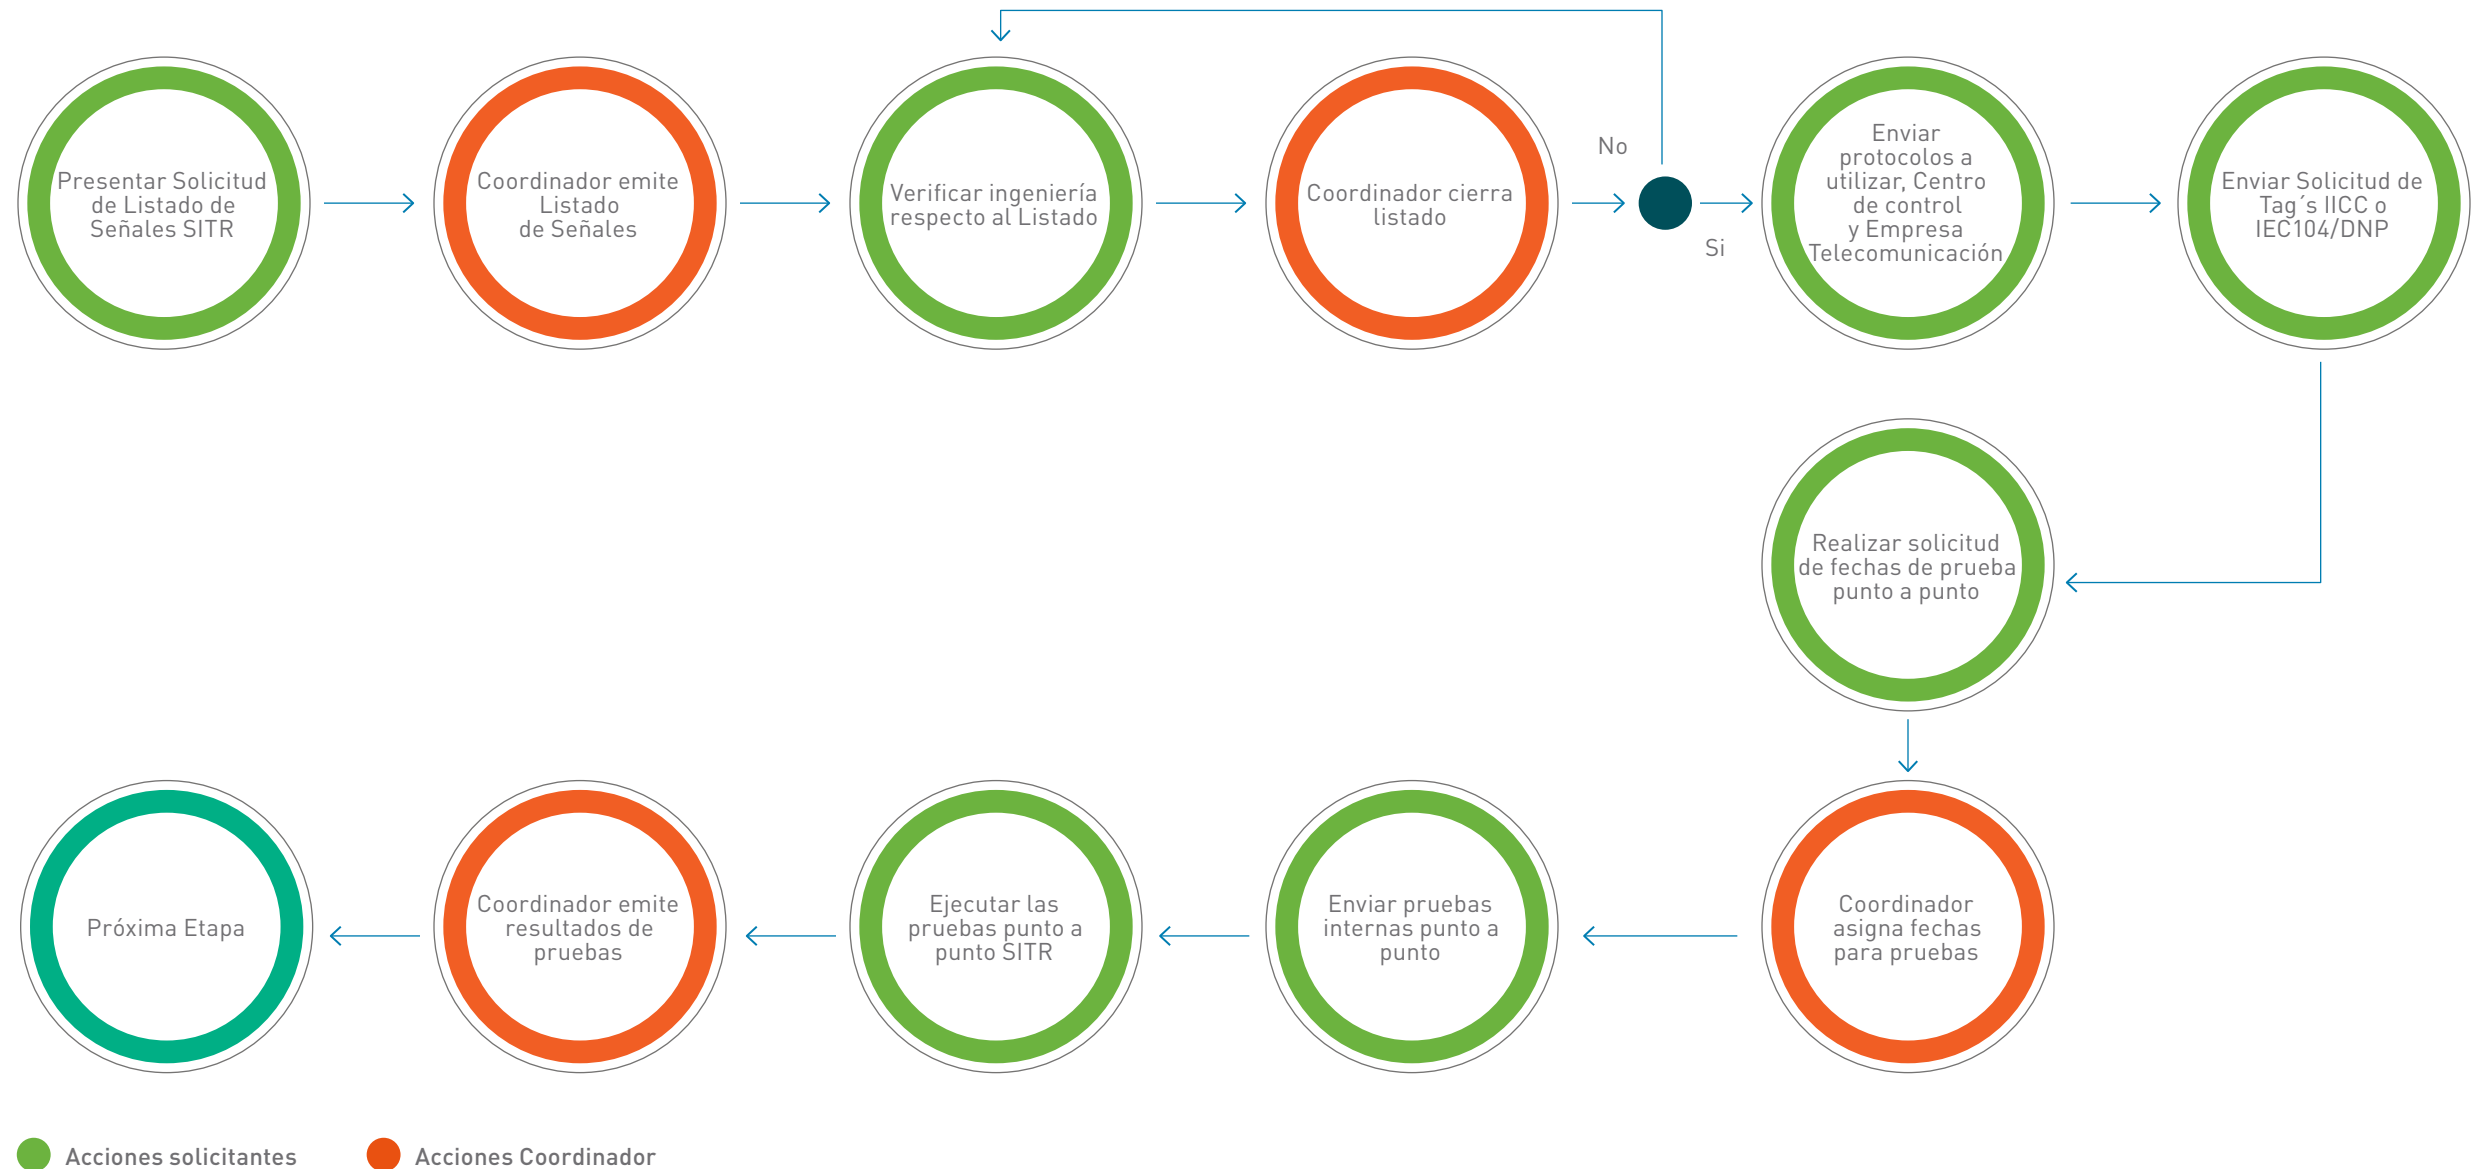 Presentar Solicitud
de Listado de
Señales SITR
Coordinador emite
Listado
de Señales
Verificar ingeniería
respecto al Listado
Coordinador cierra
listado
No
Si
Enviar
protocolos a
utilizar, Centro
de control
y Empresa
Telecomunicación
Enviar Solicitud de
Tag´s IICC o
IEC104/DNP
Realizar solicitud
de fechas de prueba
punto a punto
Coordinador
asigna fechas
para pruebas
Enviar pruebas
internas punto a
punto
Ejecutar las
pruebas punto a
punto SITR
Coordinador emite
resultados de
pruebas
Próxima Etapa
Acciones solicitantes
Acciones Coordinador